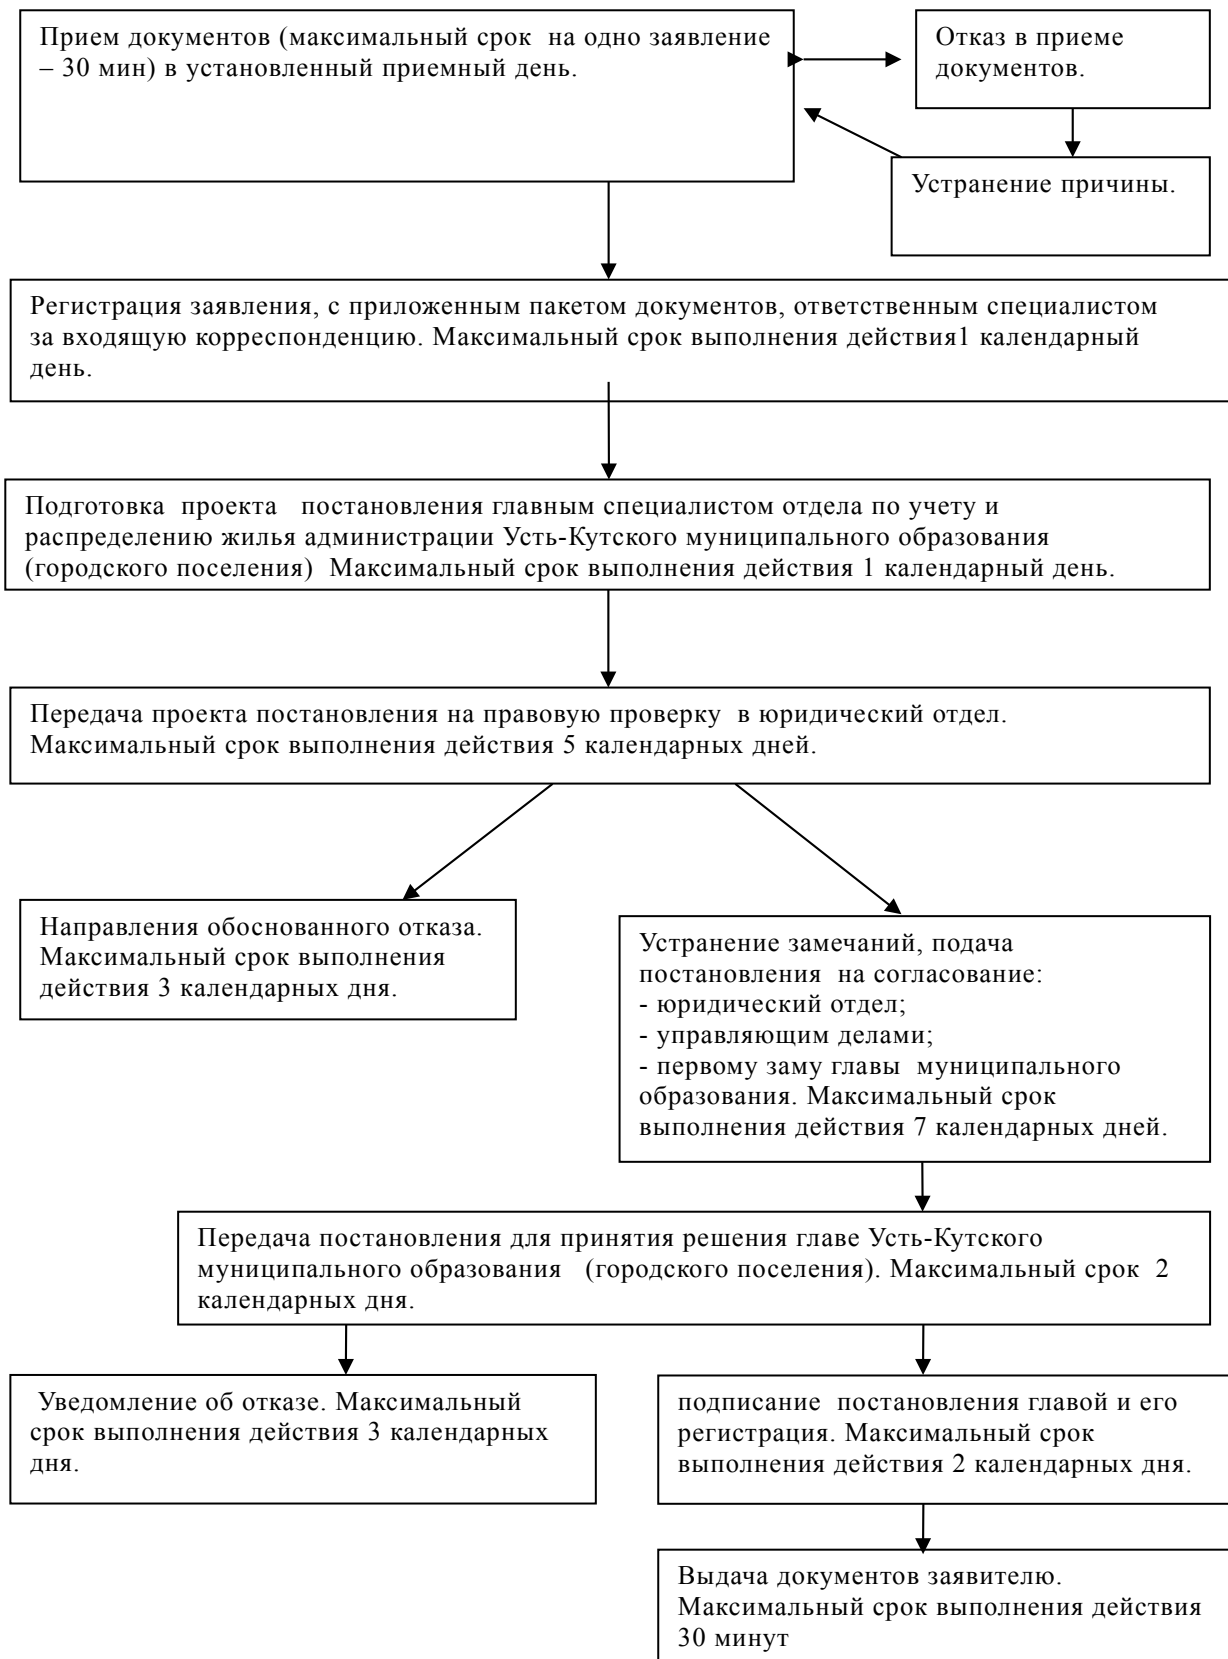 Прием документов (максимальный срок  на одно заявление
– 30 мин) в установленный приемный день.
Отказ в приеме
документов.
Устранение причины.
Регистрация заявления, с приложенным пакетом документов, ответственным специалистом
за входящую корреспонденцию. Максимальный срок выполнения действия1 календарный
день.
Подготовка  проекта   постановления главным специалистом отдела по учету и
распределению жилья администрации Усть-Кутского муниципального образования
(городского поселения)  Максимальный срок выполнения действия 1 календарный день.
Передача проекта постановления на правовую проверку  в юридический отдел.
Максимальный срок выполнения действия 5 календарных дней.
Направления обоснованного отказа.
Максимальный срок выполнения
действия 3 календарных дня.
Устранение замечаний, подача
постановления  на согласование:
- юридический отдел;
- управляющим делами;
- первому заму главы  муниципального
образования. Максимальный срок
выполнения действия 7 календарных дней.
Передача постановления для принятия решения главе Усть-Кутского
муниципального образования   (городского поселения). Максимальный срок  2
календарных дня.
Уведомление об отказе. Максимальный
срок выполнения действия 3 календарных
дня.
подписание  постановления главой и его
регистрация. Максимальный срок
выполнения действия 2 календарных дня.
Выдача документов заявителю.
Максимальный срок выполнения действия
30 минут